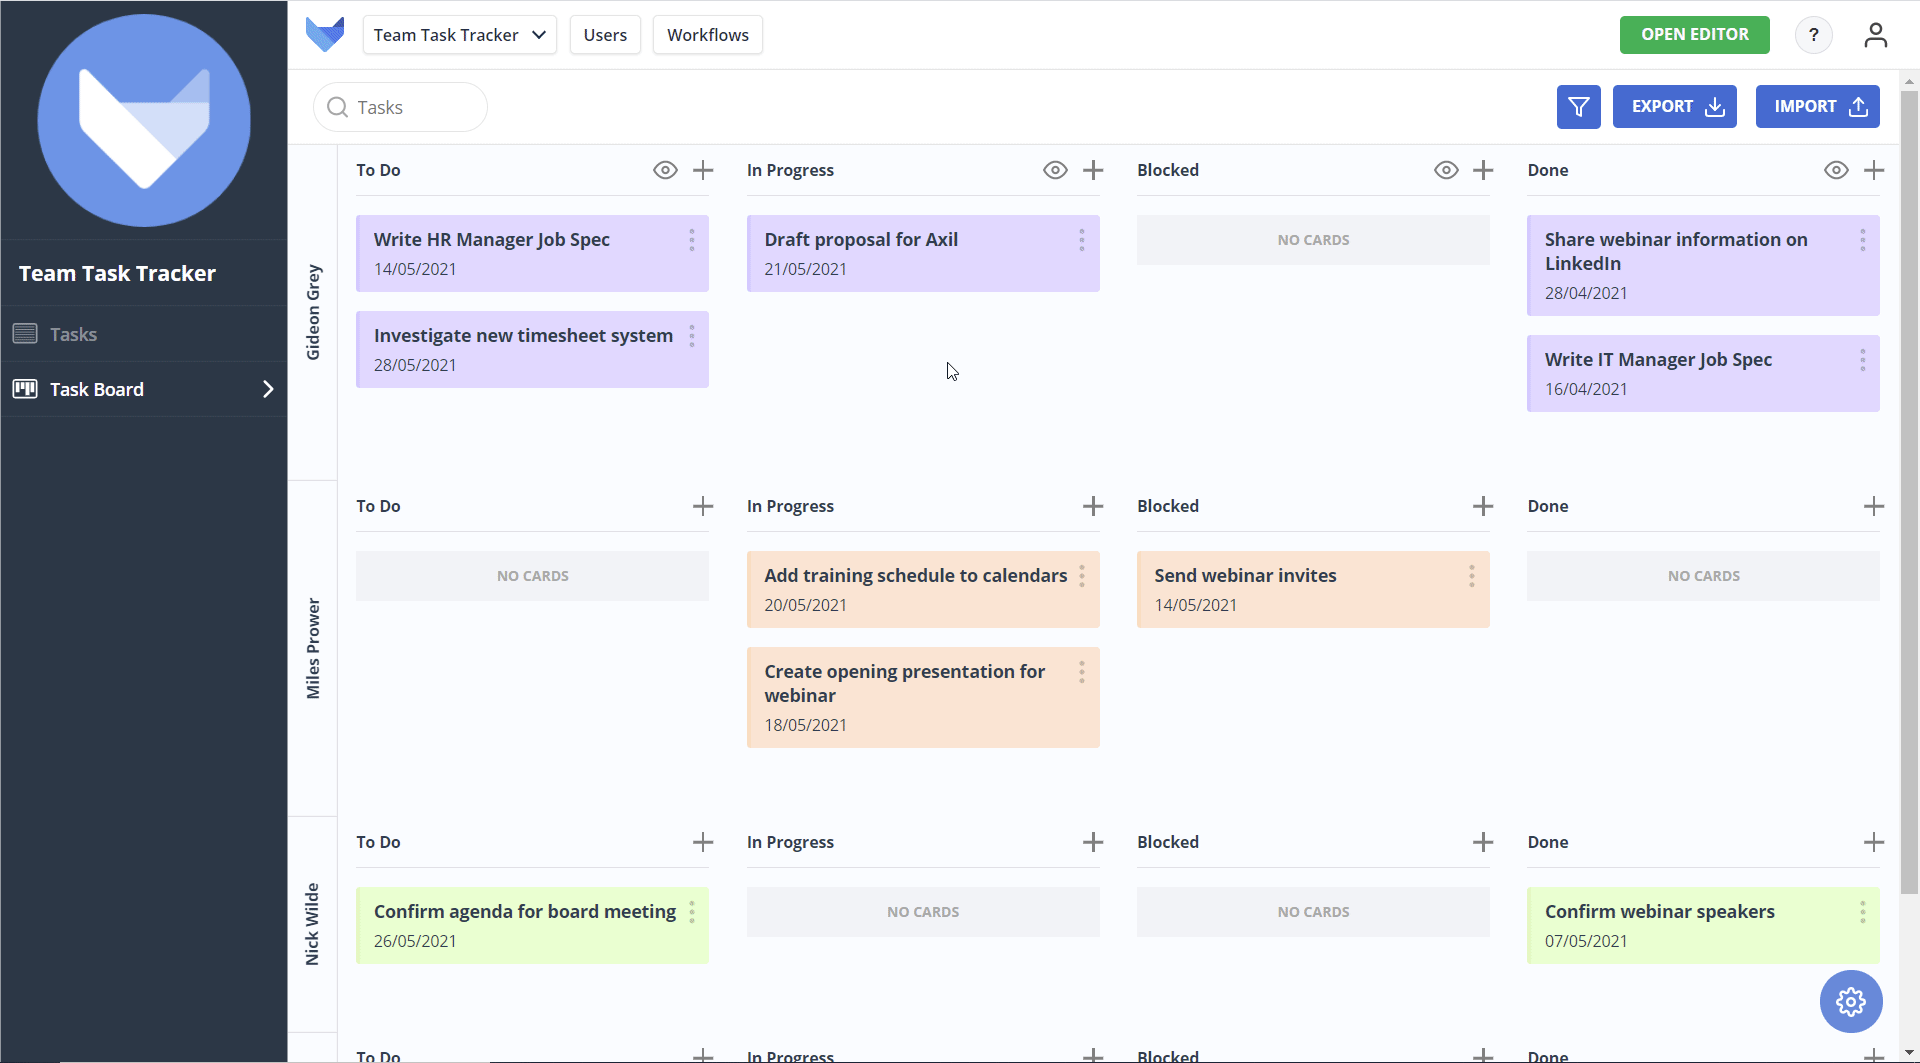 Team Task Tracker
Users
Workflows
OPEN EDITOR
?
Tasks
EXPORT
IMPORT
Team Task Tracker
Tasks
Task Board
Gideon Grey
To Do
In Progress
Blocked
Done
Write HR Manager Job Spec
14/05/2021
Investigate new timesheet system
28/05/2021
Draft proposal for Axil
21/05/2021
NO CARDS
Share webinar information on
LinkedIn
28/04/2021
Write IT Manager Job Spec
16/04/2021
Miles Prower
To Do
In Progress
Blocked
Done
NO CARDS
Add training schedule to calendars
20/05/2021
Create opening presentation for
webinar
18/05/2021
Send webinar invites
14/05/2021
NO CARDS
Nick Wilde
To Do
In Progress
Blocked
Done
Confirm agenda for board meeting
26/05/2021
NO CARDS
NO CARDS
Confirm webinar speakers
07/05/2021
To Do
In Progress
Blocked
Done